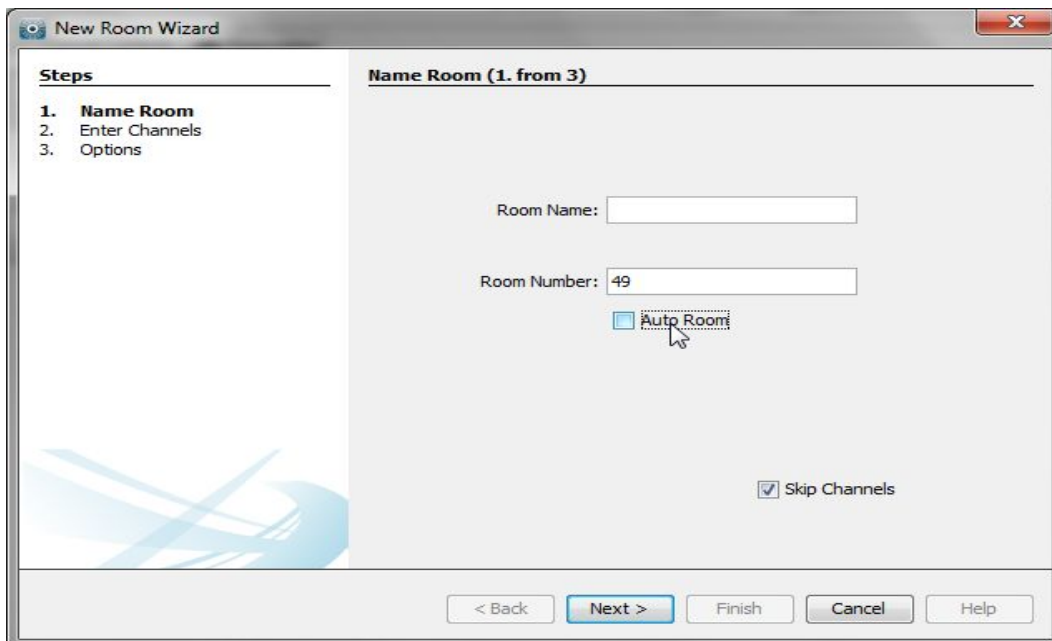 New Room Wizard
Steps
1. Name Room
2. Enter Channels
3. Options
Name Room (1. from 3)
Room Name:
Room Number: 49
Auto Room
Skip Channels
< Back Next > Finish Cancel Help